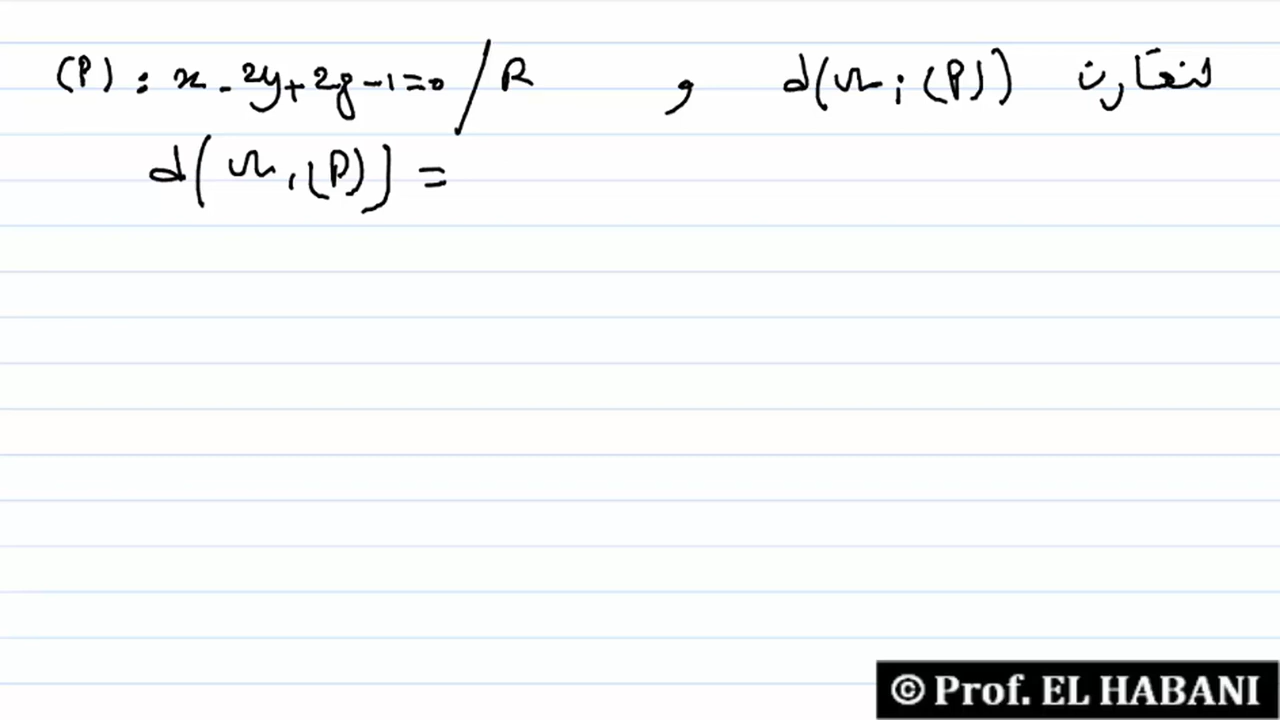 لنقارن d(Ω; (P)) و R / (P): x - 2y + 2z - 1 = 0
d(Ω, (P)) =
© Prof. EL HABANI